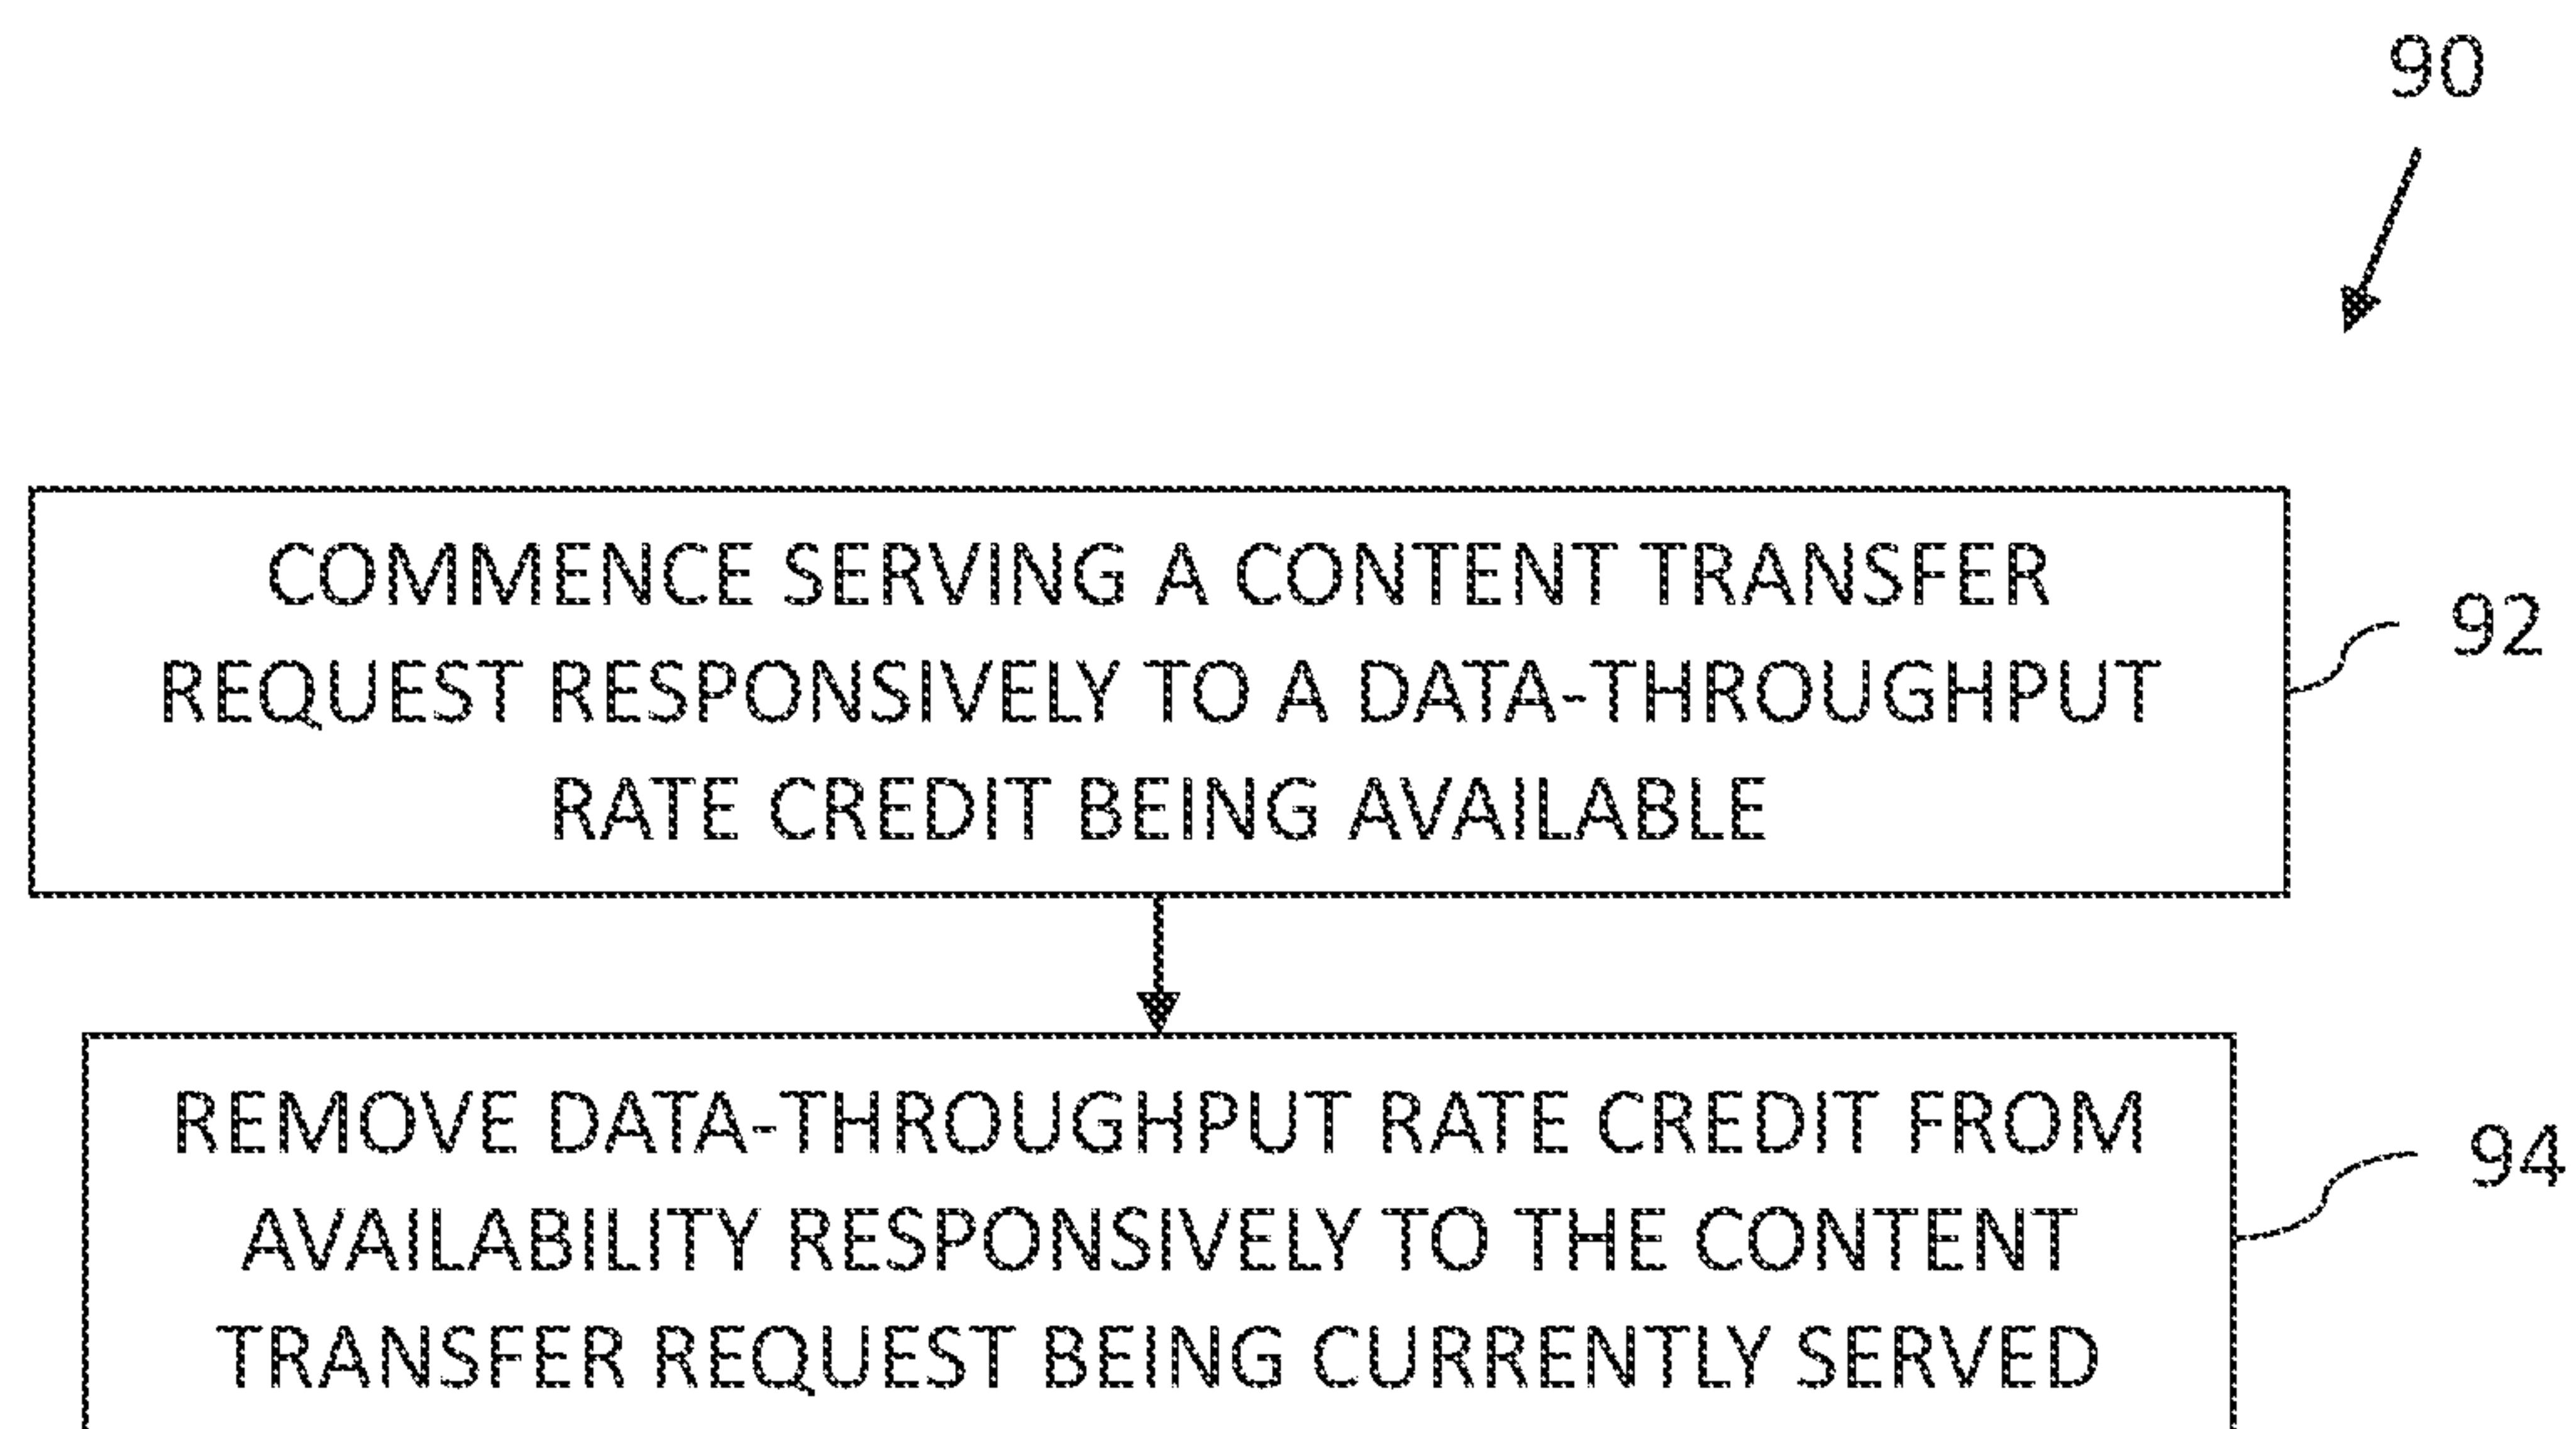 90
COMMENCE SERVING A CONTENT TRANSFER
REQUEST RESPONSIVELY TO A DATA-THROUGHPUT
RATE CREDIT BEING AVAILABLE
92
REMOVE DATA-THROUGHPUT RATE CREDIT FROM
AVAILABILITY RESPONSIVELY TO THE CONTENT
TRANSFER REQUEST BEING CURRENTLY SERVED
94